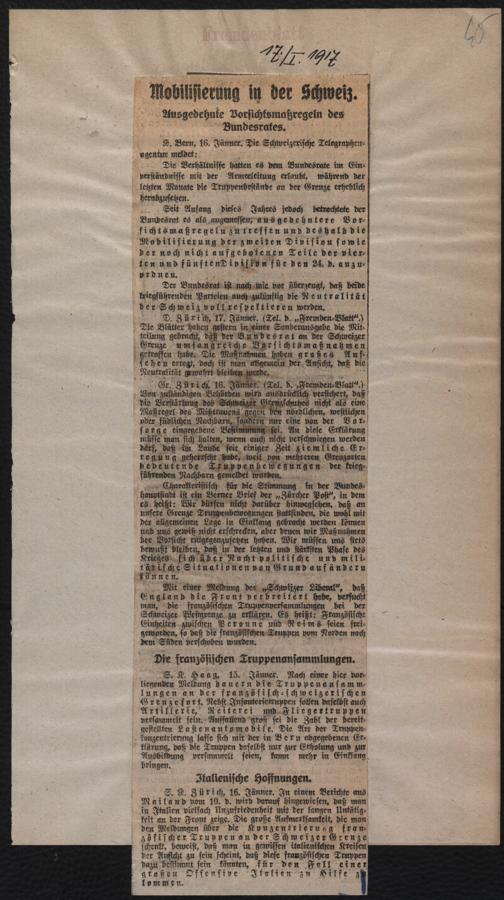 Fremdenblatt
45
17./I. 1917
Mobilisierung in der Schweiz.
Ausgedehnte Vorsichtsmaßregeln des
Bundesrates.
K. Bern, 16. Jänner. Die Schweizerische Telegraphen-
agentur meldet:
Die Verhältnisse hatten es dem Bundesrate im Ein-
verständnisse mit der Armeeleitung erlaubt, während der
letzten Monate die Truppenbestände an der Grenze erheblich
herabzusetzen.
Seit Anfang dieses Jahres jedoch betrachtete der
Bundesrat es als angemessen, ausgedehntere Vor-
sichtsmaßregeln zu treffen und deshalb die
Mobilisierung der zweiten Division sowie
der noch nicht aufgebotenen Teile der vier-
ten und fünften Division für den 24. d. anzu-
ordnen.
Der Bundesrat ist nach wie vor überzeugt, daß beide
kriegführenden Parteien auch zukünftig die Neutralität
der Schweiz voll respektieren werden.
D. Zürich, 17. Jänner. (Tel. d. „Fremden-Blatt“.)
Die Blätter haben gestern in einer Sonderausgabe die Mit-
teilung gebracht, daß der Bundesrat an der Schweizer
Grenze umfangreiche Vorsichtsmaßnahmen
getroffen habe. Die Maßnahmen haben großes Auf-
sehen erregt, doch ist man allgemein der Ansicht, daß die
Neutralität gewahrt bleiben werde.
Gr. Zürich, 16. Jänner. (Tel. d. „Fremden-Blatt“.)
Von zuständigen Behörden wird ausdrücklich versichert, daß
die Verstärkung des Schweizer Grenzschutzes nicht als eine
Maßregel des Mißtrauens gegen den nördlichen, westlichen
oder südlichen Nachbarn, sondern nur eine von der Vor-
sorge eingegebene Bestimmung sei. An diese Erklärung
müsse man sich halten, wenn auch nicht verschwiegen werden
darf, daß im Lande seit einiger Zeit ziemliche Er-
regung geherrscht habe, weil von mehreren Grenzorten
bedeutende Truppenbewegungen der krieg-
führenden Nachbarn gemeldet wurden.
Charakteristisch für die Stimmung in der Bundes-
hauptstadt ist ein Berner Brief der „Zürcher Post“, in dem
es heißt: Wir dürfen nicht darüber hinwegsehen, daß an
unsere Grenze Truppenbewegungen stattfinden, die wohl mit
der allgemeinen Lage in Einklang gebracht werden können
und uns gewiß nicht erschrecken, aber denen wir Maßnahmen
der Vorsicht entgegenzusetzen haben. Wir müssen uns stets
bewußt bleiben, daß in der letzten und stärksten Phase des
Krieges sich über Nacht politische und mili-
tärische Situationen von Grund auf ändern
können.
Mit einer Meldung des „Schweizer Liberal“, daß
England die Front verbreitert habe, versucht
man, die französischen Truppenversammlungen bei der
Schweizer Westgrenze zu erklären. Es heißt: Französische
Einheiten zwischen Peronne und Reims seien frei-
geworden, so daß die französischen Truppen vom Norden nach
dem Süden verschoben wurden.
Die französischen Truppenansammlungen.
S. K. Haag, 15. Jänner. Nach einer hier vor-
liegenden Meldung dauern die Truppenansamm-
lungen an der französisch-schweizerischen
Grenze fort. Nebst Infanterietruppen sollen daselbst auch
Artillerie, Reiterei und Fliegertruppen
versammelt sein. Auffallend groß sei die Zahl der bereit-
gestellten Lastenautomobile. Die Art der Truppen-
konzentrierung lasse sich mit der in Bern abgegebenen Er-
klärung, daß die Truppen daselbst nur zur Erholung und zur
Ausbildung versammelt seien, kaum mehr in Einklang
bringen.
Italienische Hoffnungen.
S. K. Zürich, 16. Jänner. In einem Berichte aus
Mailand vom 10. d. wird darauf hingewiesen, daß man
in Italien vielfach Unzufriedenheit mit der langen Untätig-
keit an der Front zeige. Die große Aufmerksamkeit, die man
den Meldungen über die Konzentrierung fran-
zösischer Truppen an der Schweizer Grenze
schenkt, beweist, daß man in gewissen italienischen Kreisen
der Ansicht zu sein scheint, daß diese französischen Truppen
dazu bestimmt sein könnten, für den Fall einer
großen Offensive Italien zu Hilfe z
kommen.